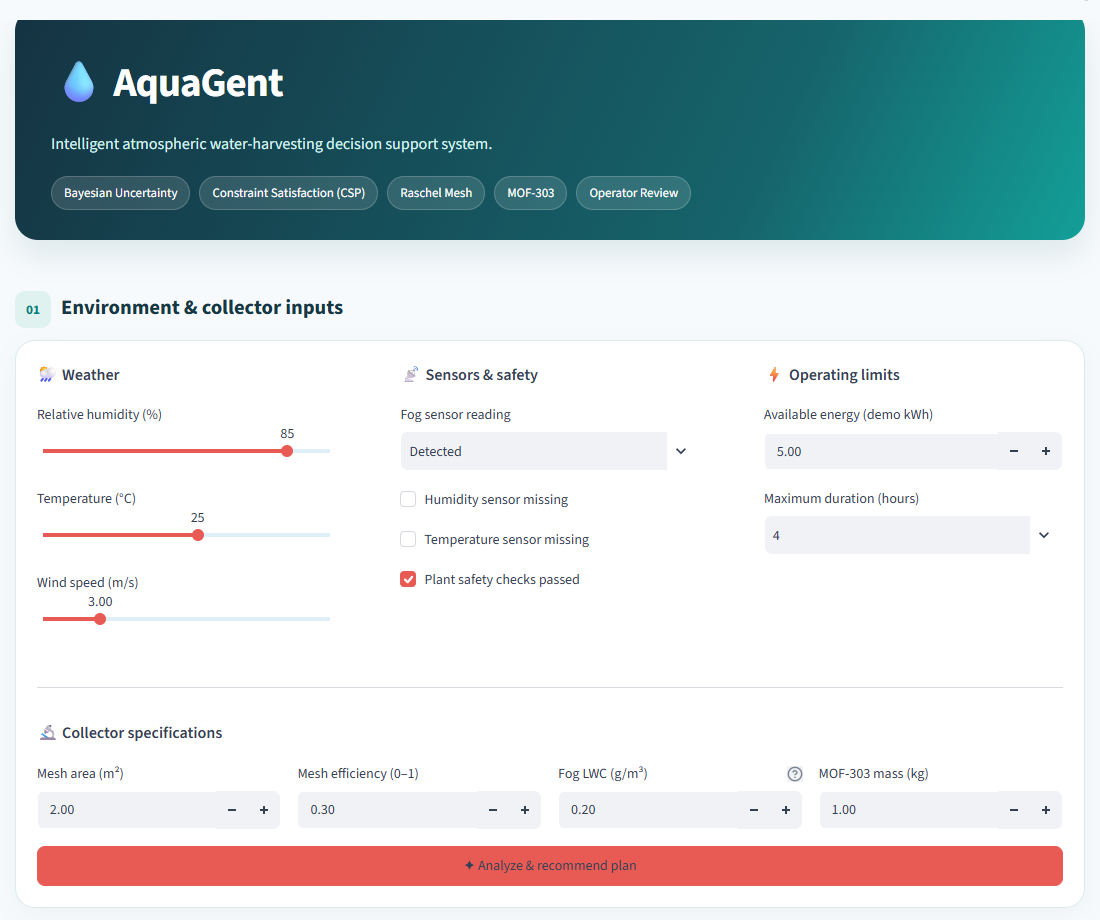 AquaGent
Intelligent atmospheric water-harvesting decision support system.
Bayesian Uncertainty
Constraint Satisfaction (CSP)
Raschel Mesh
MOF-303
Operator Review
01
Environment & collector inputs
Weather
Relative humidity (%)
85
Temperature (°C)
25
Wind speed (m/s)
3.00
Sensors & safety
Fog sensor reading
Detected
Humidity sensor missing
Temperature sensor missing
Plant safety checks passed
Operating limits
Available energy (demo kWh)
5.00
Maximum duration (hours)
4
Collector specifications
Mesh area (m²)
2.00
Mesh efficiency (0–1)
0.30
Fog LWC (g/m³)
0.20
MOF-303 mass (kg)
1.00
✦ Analyze & recommend plan